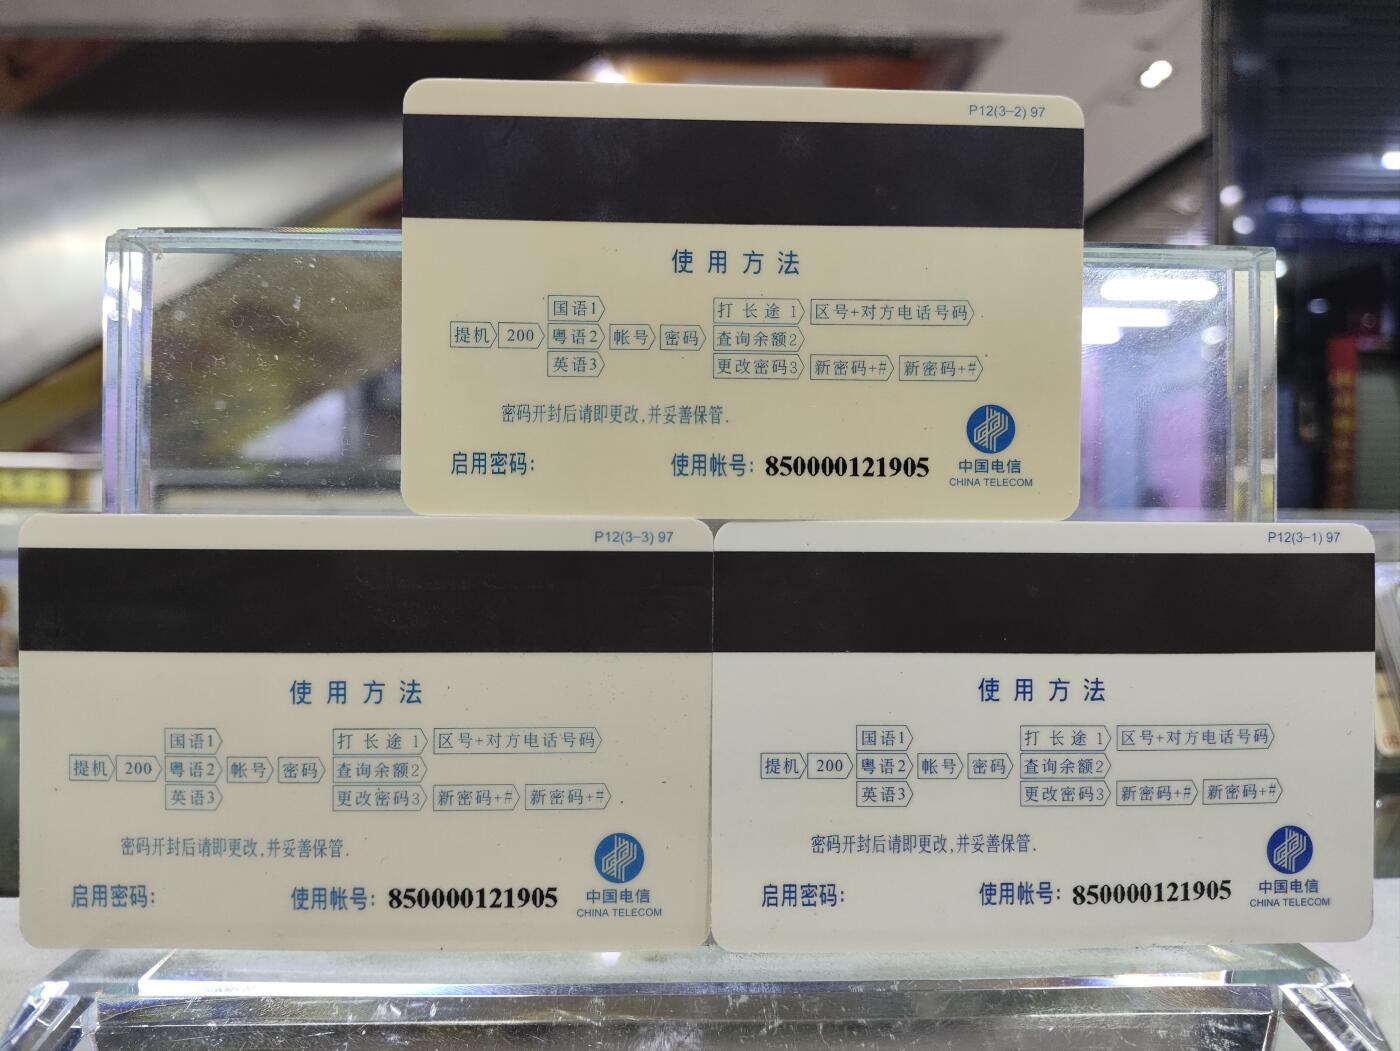 P12(3-2) 97
使用方法
国语1 打长途1 区号+对方电话号码
提机 200 粤语2 帐号 密码 查询余额2
英语3 更改密码3 新密码+# 新密码+#
密码开封后请即更改,并妥善保管.
启用密码: 使用帐号: 850000121905
中国电信
CHINA TELECOM
P12(3-3) 97
使用方法
国语1 打长途1 区号+对方电话号码
提机 200 粤语2 帐号 密码 查询余额2
英语3 更改密码3 新密码+# 新密码+#
密码开封后请即更改,并妥善保管.
启用密码: 使用帐号: 850000121905
中国电信
CHINA TELECOM
P12(3-1) 97
使用方法
国语1 打长途1 区号+对方电话号码
提机 200 粤语2 帐号 密码 查询余额2
英语3 更改密码3 新密码+# 新密码+#
密码开封后请即更改,并妥善保管.
启用密码: 使用帐号: 850000121905
中国电信
CHINA TELECOM